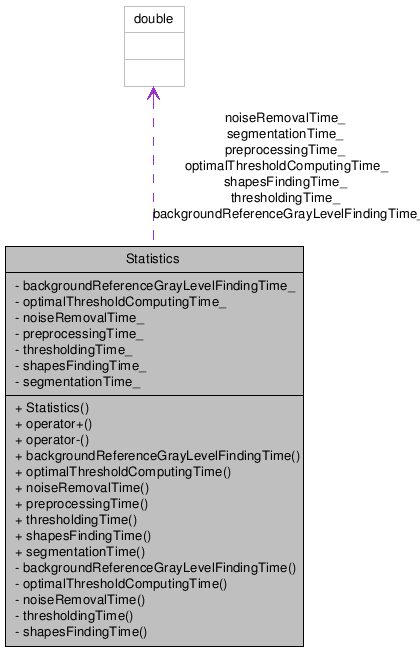 double
noiseRemovalTime_
segmentationTime_
preprocessingTime_
optimalThresholdComputingTime_
shapesFindingTime_
thresholdingTime_
backgroundReferenceGrayLevelFindingTime_
Statistics
- backgroundReferenceGrayLevelFindingTime_
- optimalThresholdComputingTime_
- noiseRemovalTime_
- preprocessingTime_
- thresholdingTime_
- shapesFindingTime_
- segmentationTime_
+ Statistics()
+ operator+()
+ operator-()
+ backgroundReferenceGrayLevelFindingTime()
+ optimalThresholdComputingTime()
+ noiseRemovalTime()
+ preprocessingTime()
+ thresholdingTime()
+ shapesFindingTime()
+ segmentationTime()
- backgroundReferenceGrayLevelFindingTime()
- optimalThresholdComputingTime()
- noiseRemovalTime()
- thresholdingTime()
- shapesFindingTime()